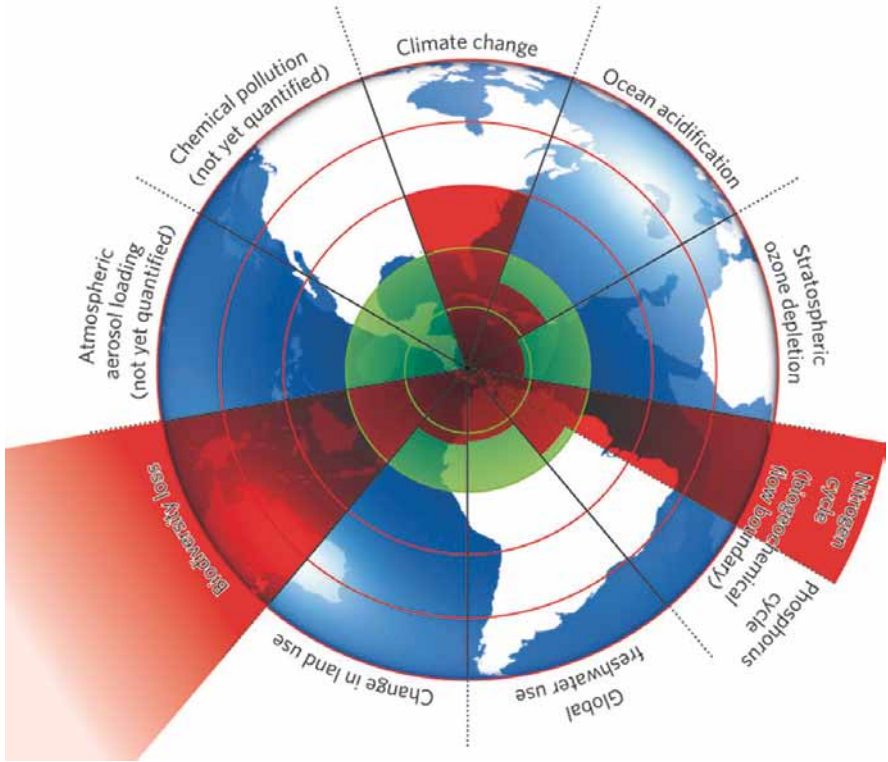 Climate change
Ocean acidification
Stratospheric
ozone depletion
Nitrogen
cycle
(biogeochemical
flow boundary)
Phosphorus
cycle
Global
freshwater use
Change in land use
Biodiversity loss
Atmospheric
aerosol loading
(not yet quantified)
Chemical pollution
(not yet quantified)